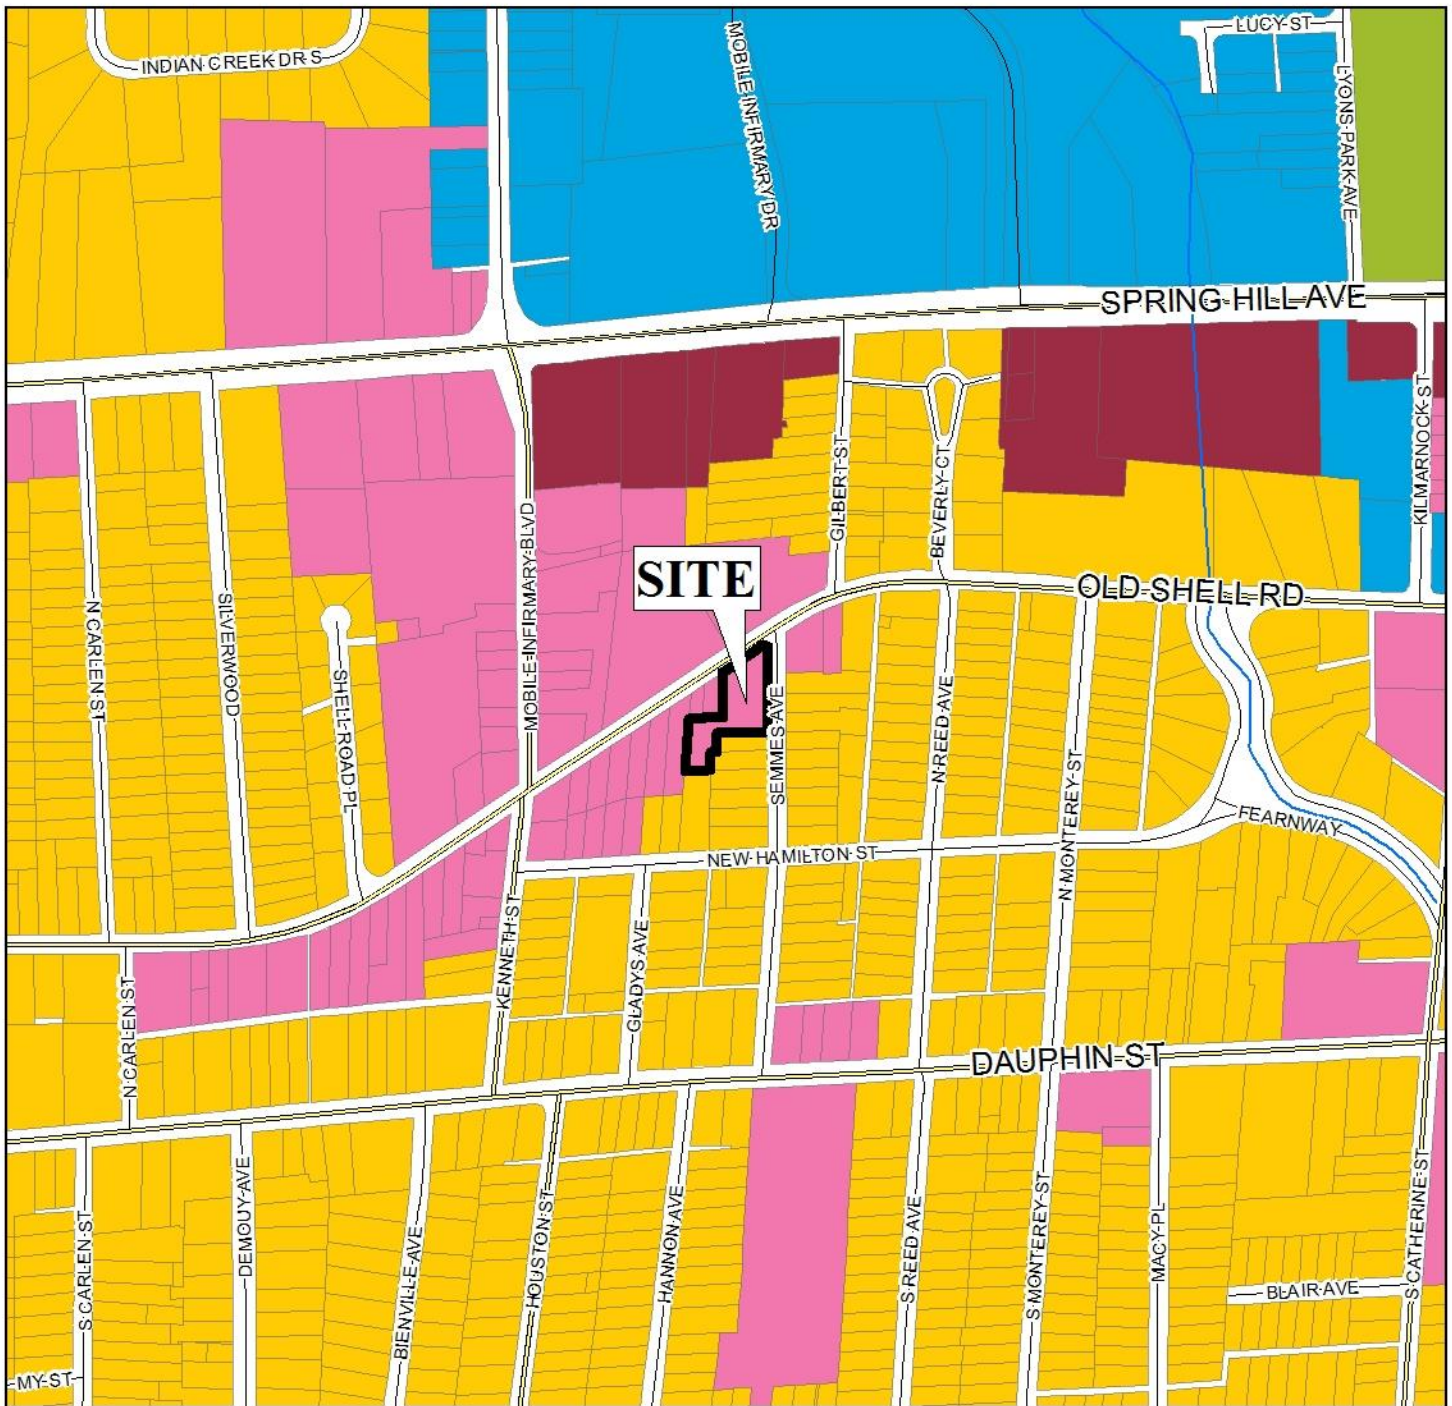 INDIAN CREEK DR S
LUCY ST
MOBILE INFIRMARY DR
LYONS PARK AVE
SPRING HILL AVE
KILMARNOCK ST
GILBERT ST
BEVERLY CT
MOBILE INFIRMARY BLVD
SITE
OLD SHELL RD
N CARLEN ST
SILVERWOOD
SHELL ROAD PL
SEMMES AVE
N REED AVE
N MONTEREY ST
FEARNWAY
NEW HAMILTON ST
KENNETH ST
GLADYS AVE
N CARLEN ST
DAUPHIN ST
S CARLEN ST
DEMOUY AVE
BIENVILLE AVE
HOUSTON ST
HANNON AVE
S REED AVE
S MONTEREY ST
MACY PL
S CATHERINE ST
BLAIR AVE
MY ST